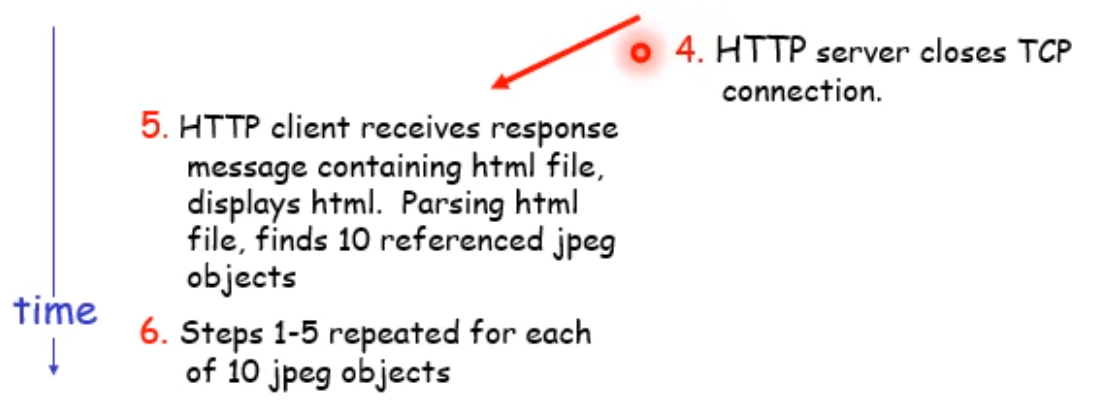 4. HTTP server closes TCP
connection.
5. HTTP client receives response
message containing html file,
displays html. Parsing html
file, finds 10 referenced jpeg
objects
time
6. Steps 1-5 repeated for each
of 10 jpeg objects